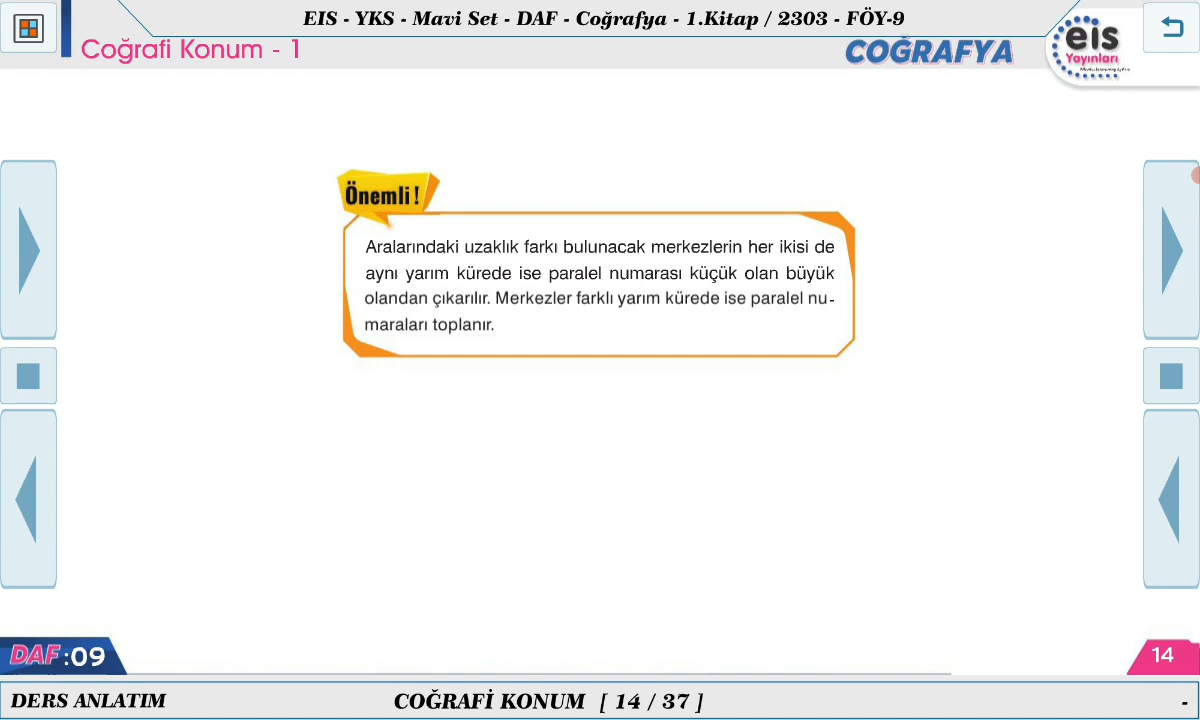 EIS - YKS - Mavi Set - DAF - Coğrafya - 1.Kitap / 2303 - FÖY-9
Coğrafi Konum - 1
COĞRAFYA
eis
Yayınları
Önemli !
Aralarındaki uzaklık farkı bulunacak merkezlerin her ikisi de
aynı yarım kürede ise paralel numarası küçük olan büyük
olandan çıkarılır. Merkezler farklı yarım kürede ise paralel nu-
maraları toplanır.
DAF :09
14
DERS ANLATIM
COĞRAFİ KONUM [ 14 / 37 ]
-